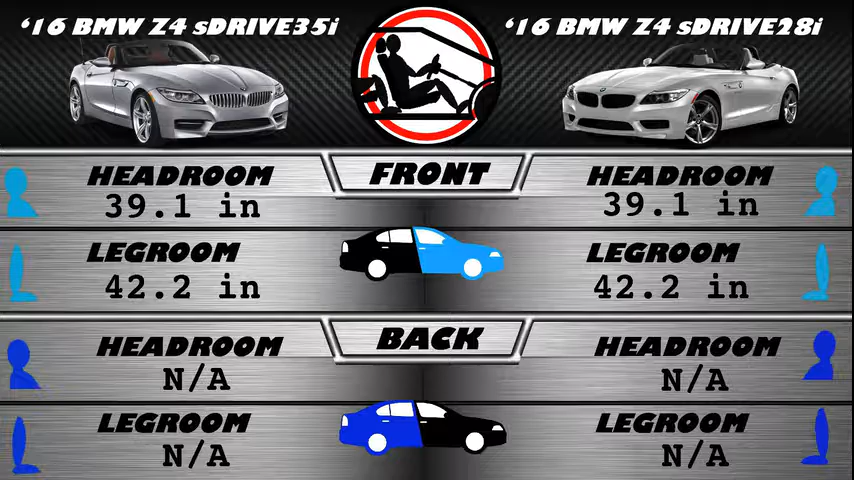 ‘16 BMW Z4 sDRIVE35i
‘16 BMW Z4 sDRIVE28i
FRONT
HEADROOM
39.1 in
HEADROOM
39.1 in
LEGROOM
42.2 in
LEGROOM
42.2 in
BACK
HEADROOM
N/A
HEADROOM
N/A
LEGROOM
N/A
LEGROOM
N/A